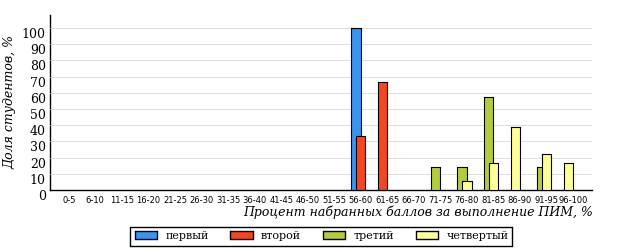 Доля студентов, %
100
90
80
70
60
50
40
30
20
10
0
0-5 6-10 11-15 16-20 21-25 26-30 31-35 36-40 41-45 46-50 51-55 56-60 61-65 66-70 71-75 76-80 81-85 86-90 91-95 96-100
Процент набранных баллов за выполнение ПИМ, %
первый второй третий четвертый